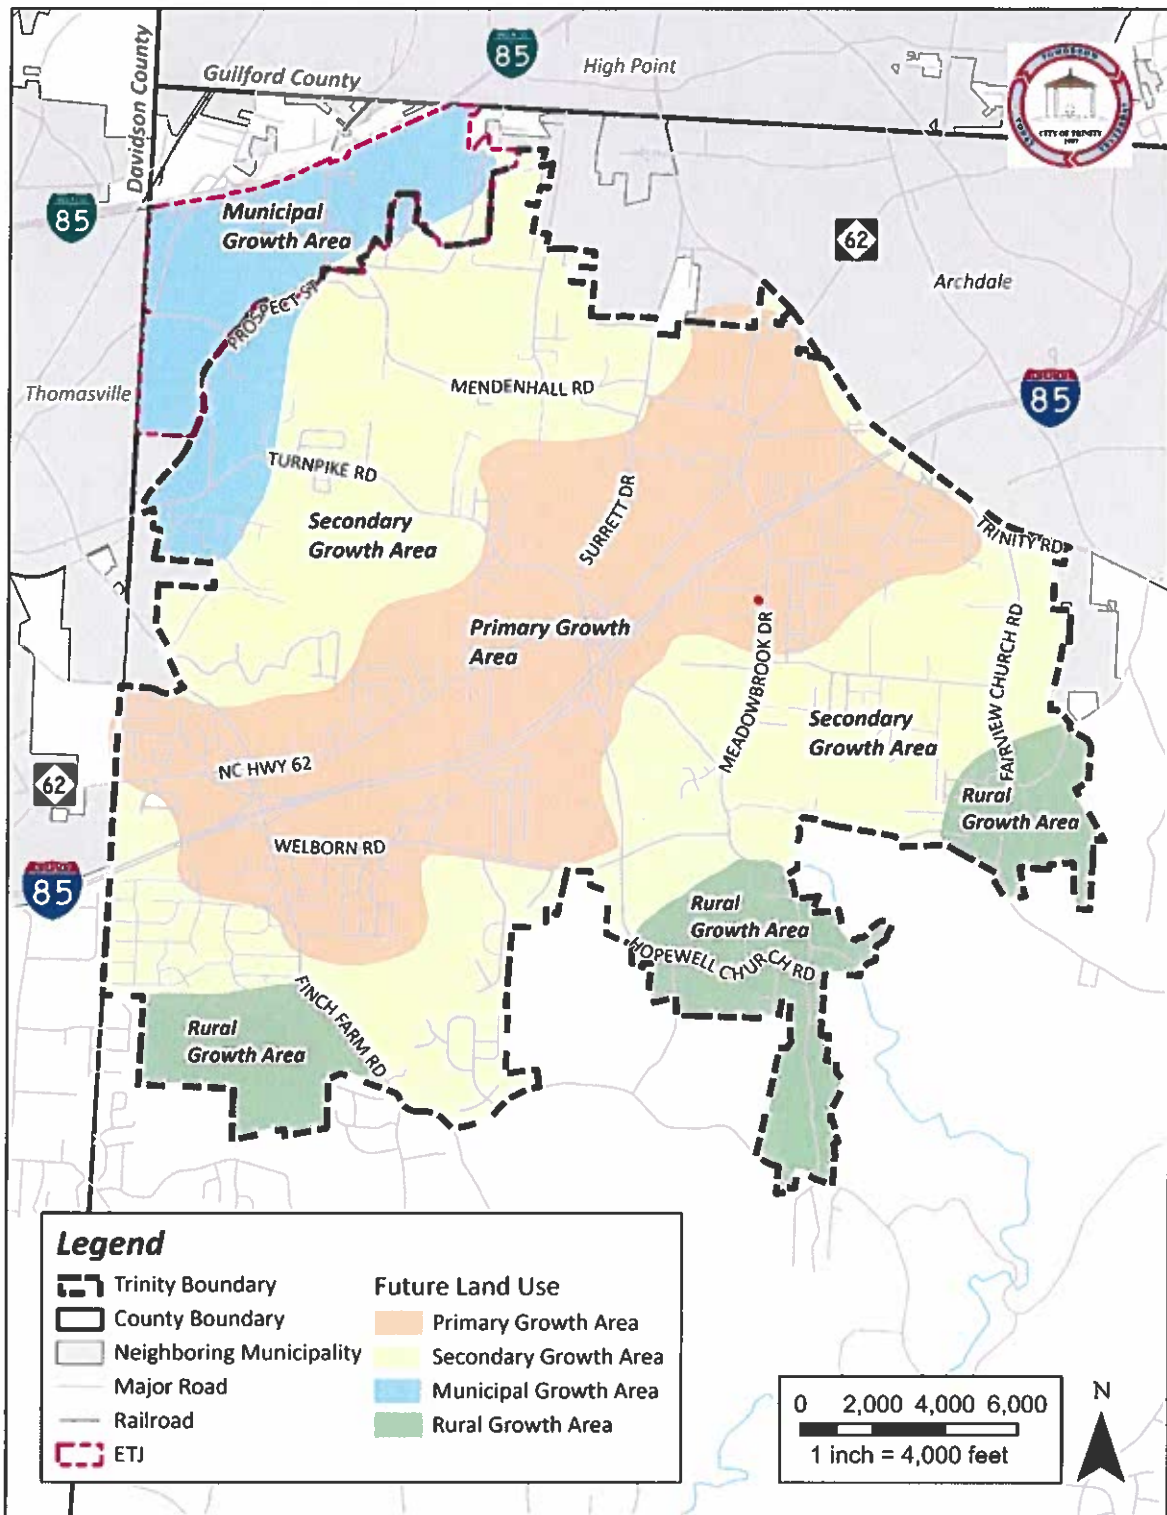 Davidson County
Guilford County
85
High Point
CITY OF TRINITY
85
Municipal
Growth Area
62
Archdale
PROSPECT ST
Thomasville
MENDENHALL RD
85
TURNPIKE RD
SURRETT DR
Secondary
Growth Area
TRINITY RD
Primary Growth
Area
MEADOWBROOK DR
FAIRVIEW CHURCH RD
Secondary
Growth Area
NC HWY 62
62
Rural
Growth Area
WELBORN RD
85
Rural
Growth Area
HOPEWELL CHURCH RD
FINCH FARM RD
Rural
Growth Area
Legend
Trinity Boundary
County Boundary
Neighboring Municipality
Major Road
Railroad
ETJ
Future Land Use
Primary Growth Area
Secondary Growth Area
Municipal Growth Area
Rural Growth Area
0 2,000 4,000 6,000
1 inch = 4,000 feet
N